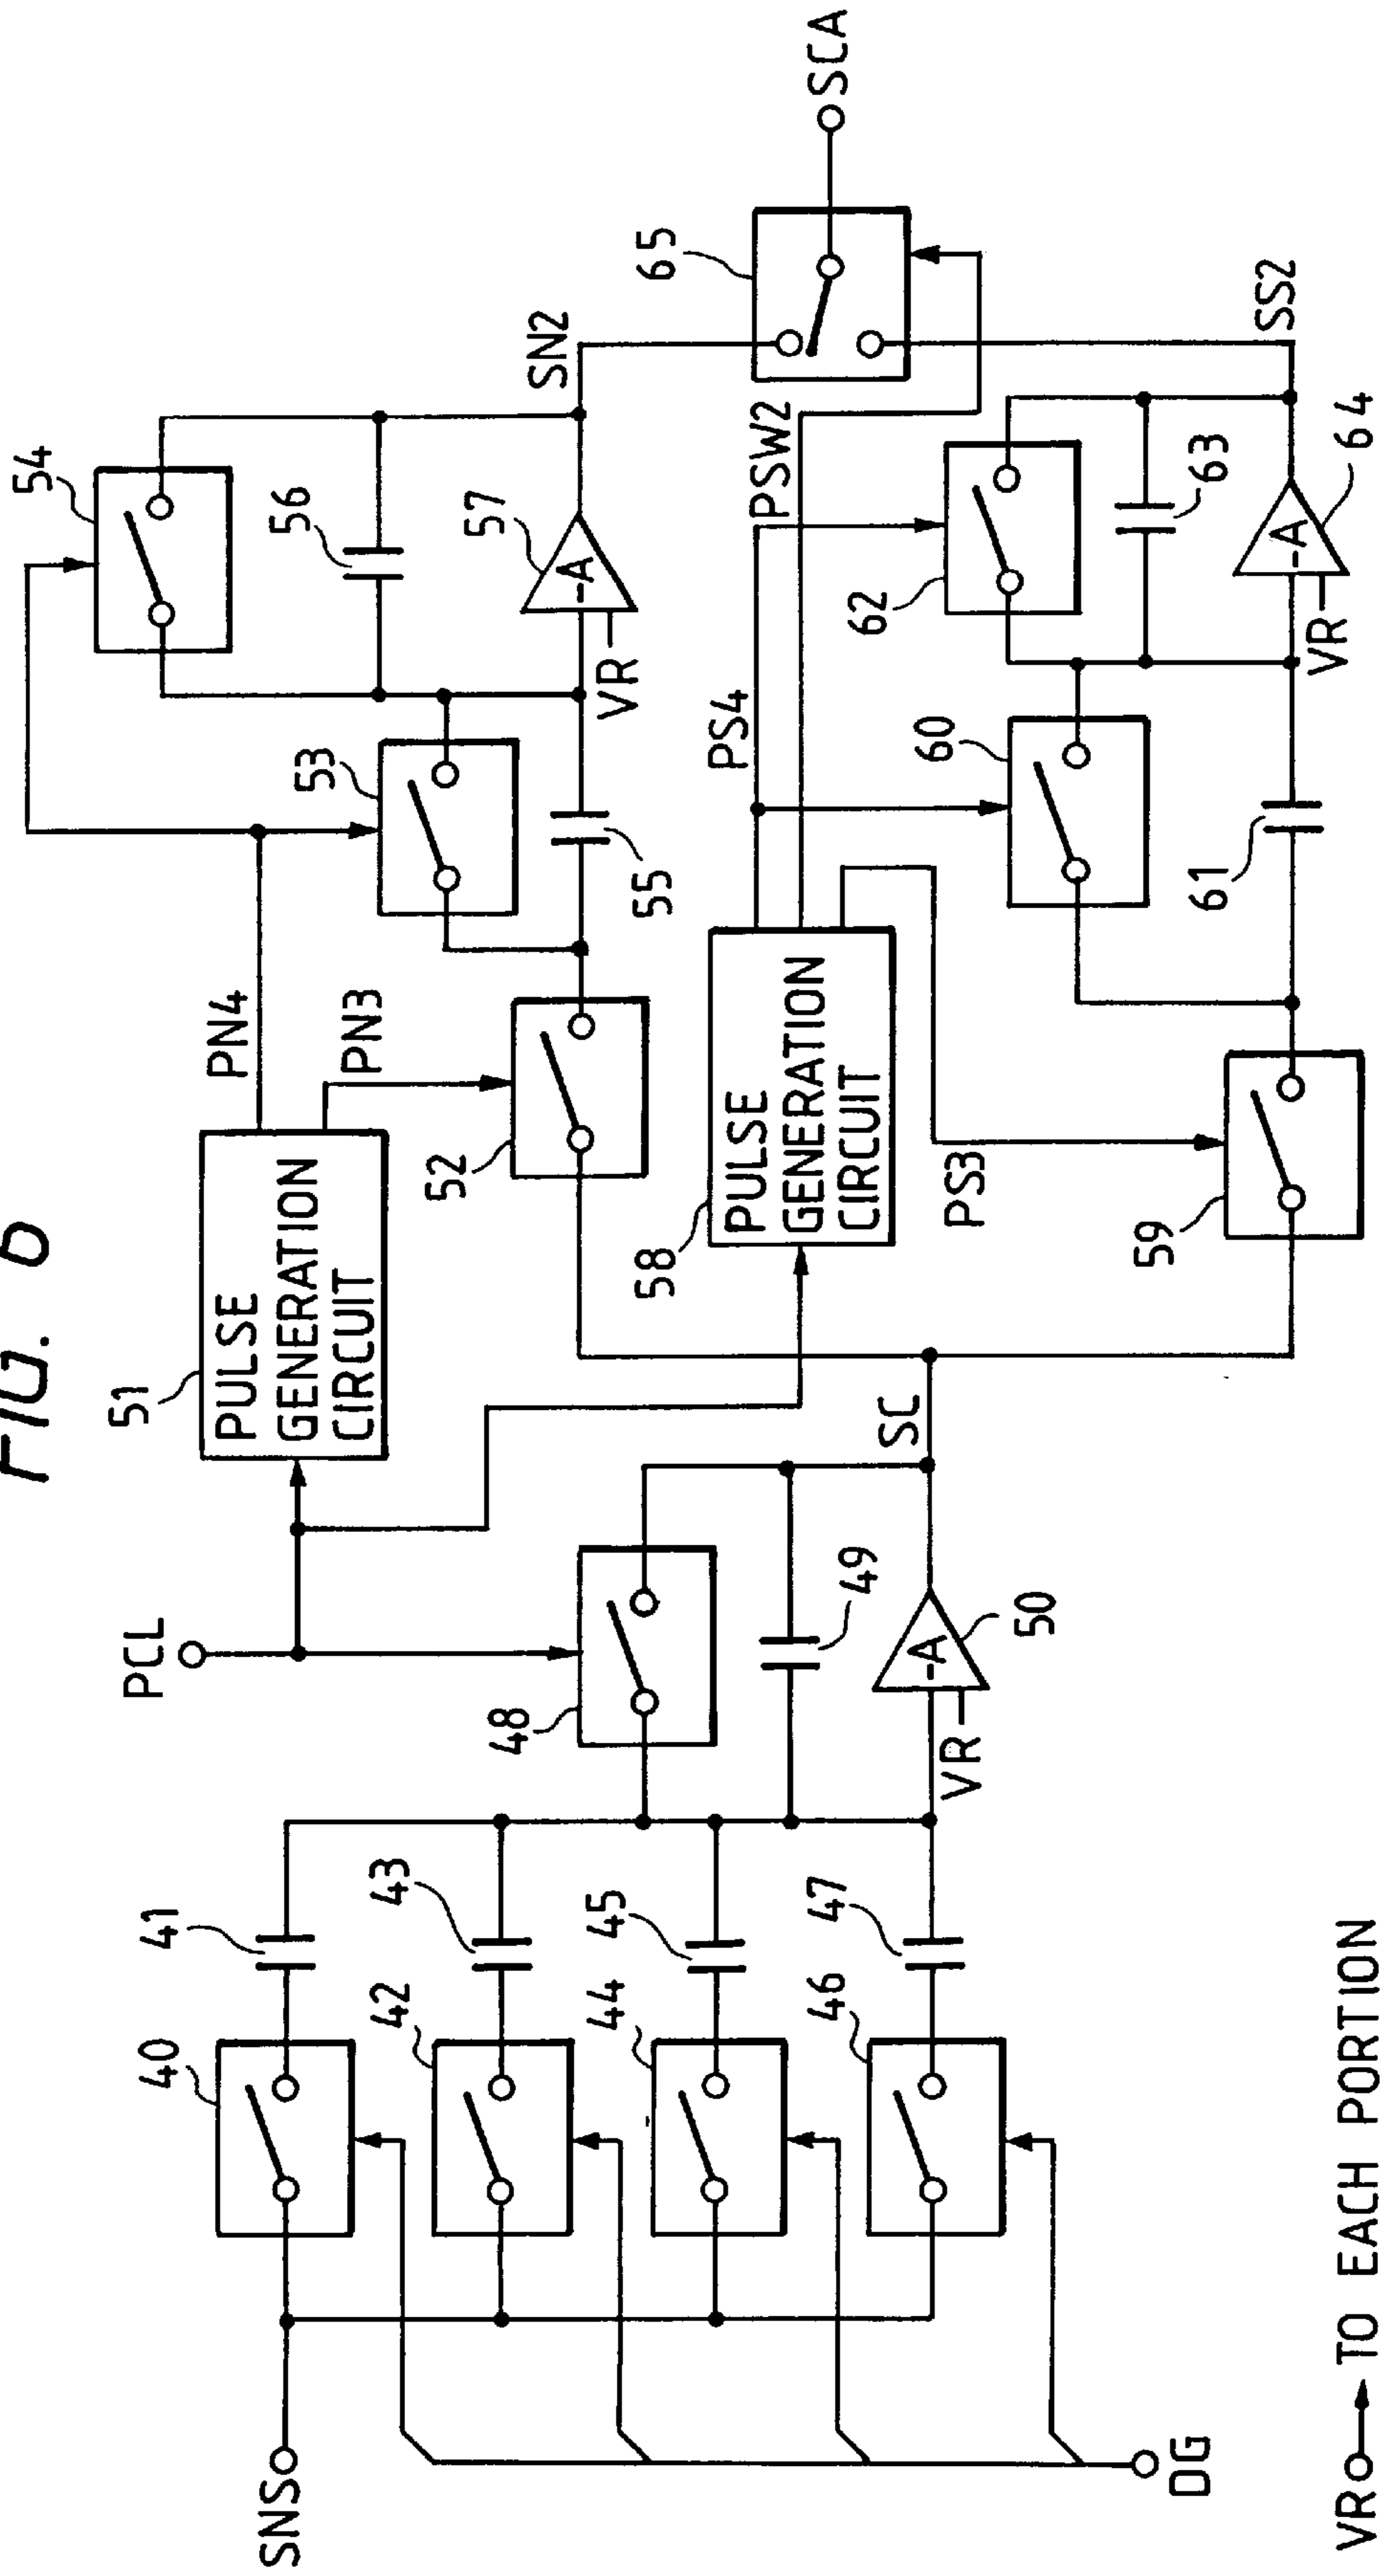 FIG. 6
PCL
51
PULSE
GENERATION
CIRCUIT
PN4
PN3
54
53
56
57
-A
VR
55
52
SN2
SNS
40
41
42
43
44
45
46
47
DG
48
49
-A
50
VR
SC
58
PULSE
GENERATION
CIRCUIT
PS4
PSW2
PS3
65
SCA
59
60
61
62
63
-A
64
VR
SS2
VR
TO EACH PORTION